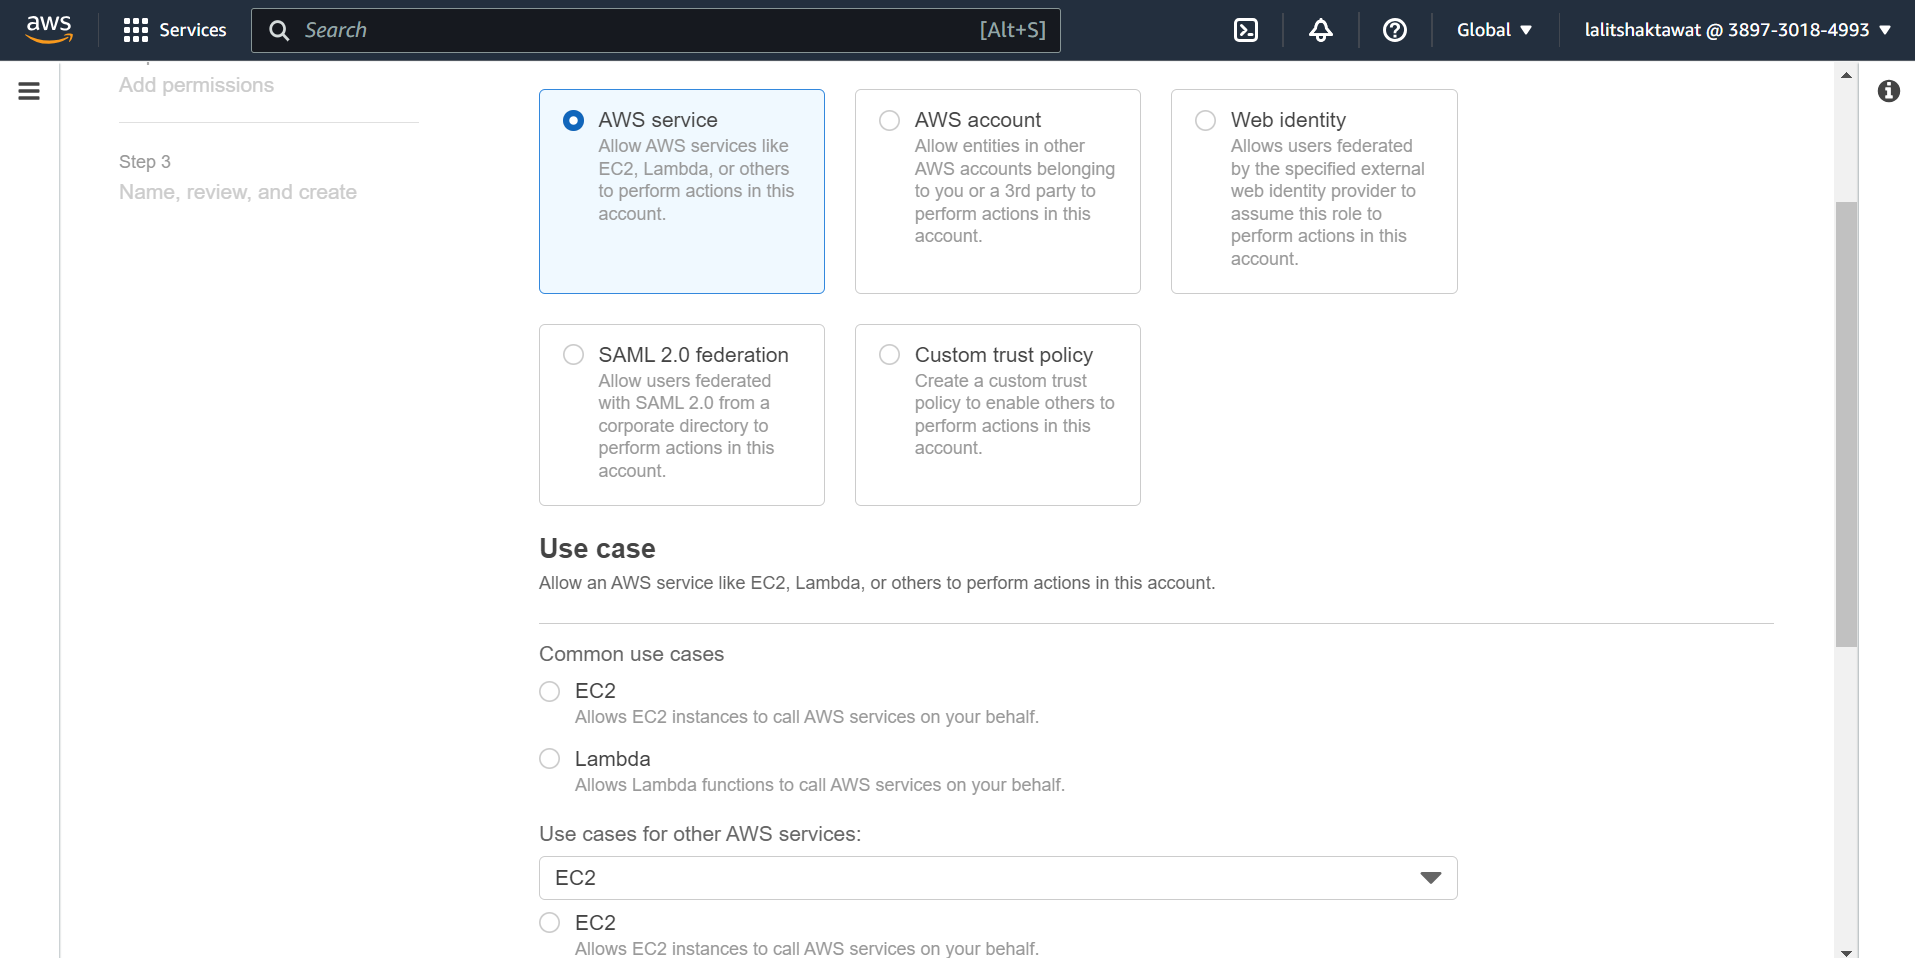 aws
Services
Search
[Alt+S]
Global
lalitshaktawat @ 3897-3018-4993
Add permissions
Step 3
Name, review, and create
AWS service
Allow AWS services like
EC2, Lambda, or others
to perform actions in this
account.
AWS account
Allow entities in other
AWS accounts belonging
to you or a 3rd party to
perform actions in this
account.
Web identity
Allows users federated
by the specified external
web identity provider to
assume this role to
perform actions in this
account.
SAML 2.0 federation
Allow users federated
with SAML 2.0 from a
corporate directory to
perform actions in this
account.
Custom trust policy
Create a custom trust
policy to enable others to
perform actions in this
account.
Use case
Allow an AWS service like EC2, Lambda, or others to perform actions in this account.
Common use cases
EC2
Allows EC2 instances to call AWS services on your behalf.
Lambda
Allows Lambda functions to call AWS services on your behalf.
Use cases for other AWS services:
EC2
EC2
Allows EC2 instances to call AWS services on your behalf.